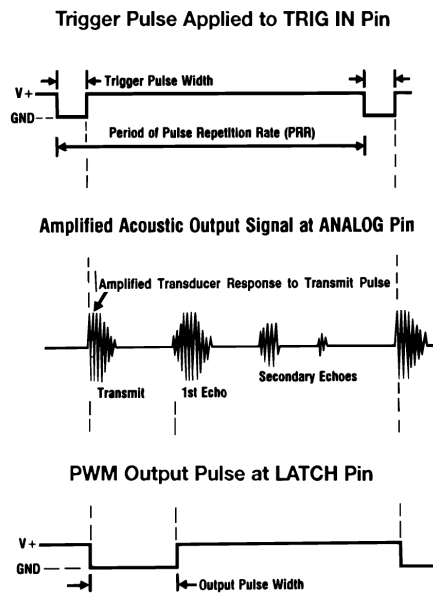 Trigger Pulse Applied to TRIG IN Pin
Trigger Pulse Width
V+
GND
Period of Pulse Repetition Rate (PRR)
Amplified Acoustic Output Signal at ANALOG Pin
Amplified Transducer Response to Transmit Pulse
Transmit
1st Echo
Secondary Echoes
PWM Output Pulse at LATCH Pin
V+
GND
Output Pulse Width